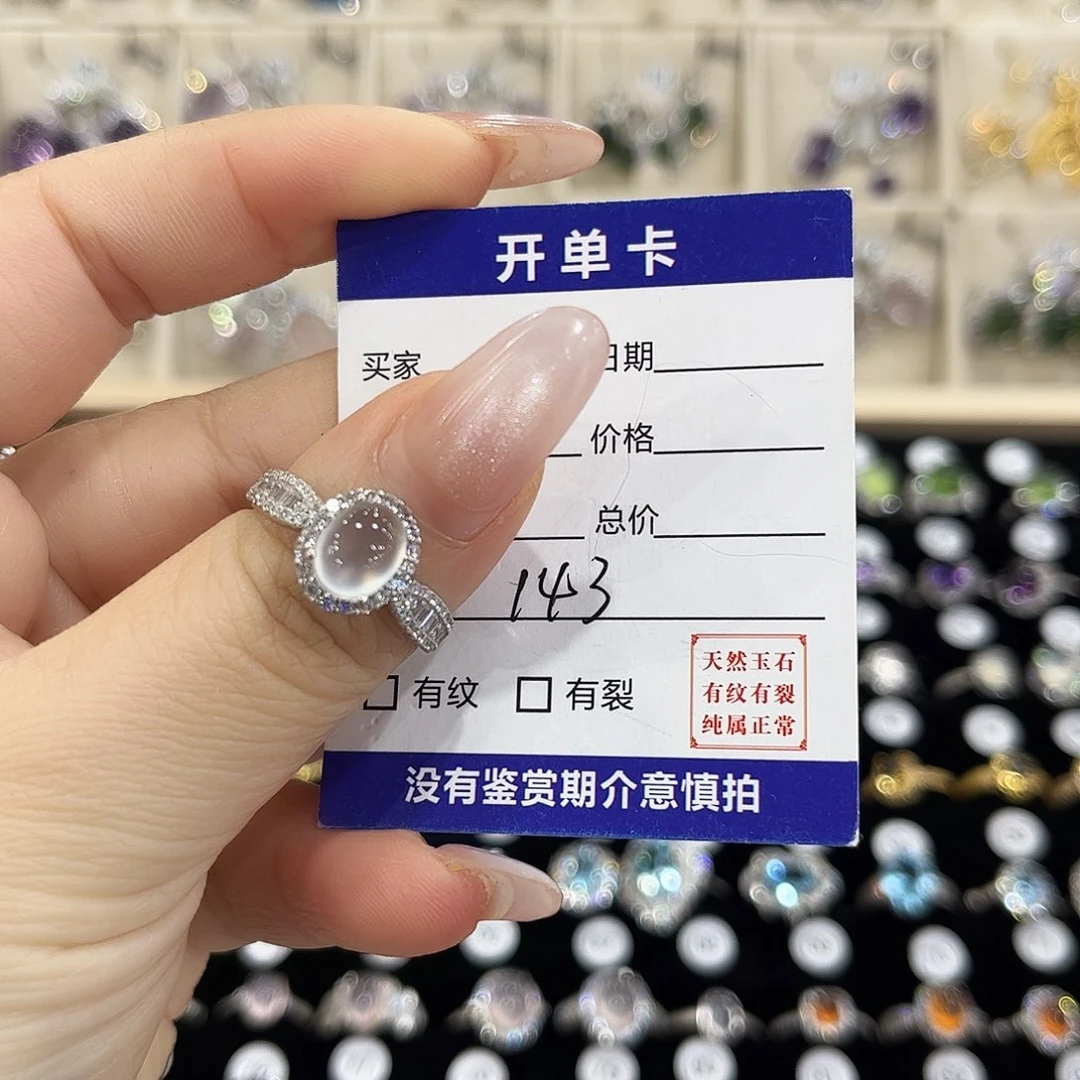 开单卡
买家 日期
价格
总价
143
有纹 有裂
天然玉石
有纹有裂
纯属正常
没有鉴赏期介意慎拍